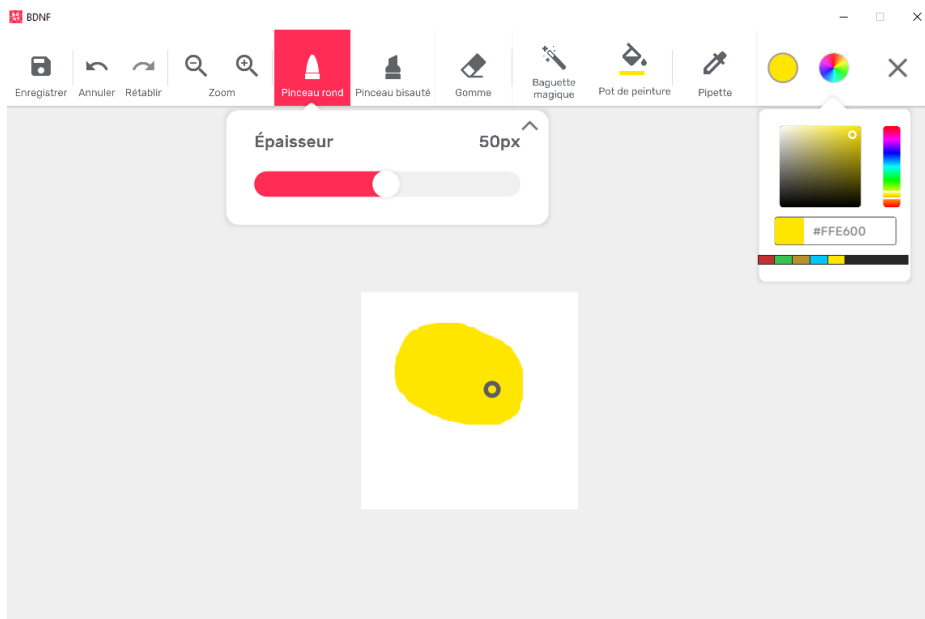 BDNF
Enregistrer
Annuler
Rétablir
Zoom
Pinceau rond
Pinceau bisauté
Gomme
Baguette
magique
Pot de peinture
Pipette
Épaisseur 50px
#FFE600